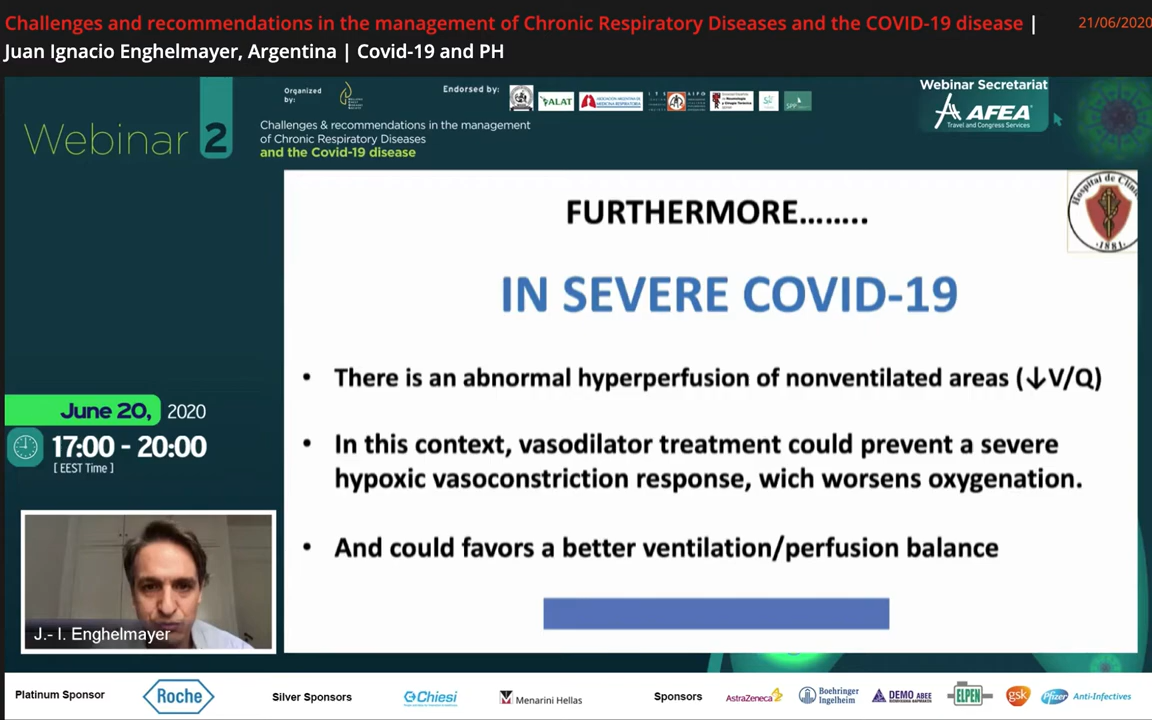 Challenges and recommendations in the management of Chronic Respiratory Diseases and the COVID-19 disease |
21/06/2020
Juan Ignacio Enghelmayer, Argentina | Covid-19 and PH
Webinar 2
Organized by:
Endorsed by:
ALAT
Webinar Secretariat
AFEA
Travel and Congress Services
Challenges & recommendations in the management
of Chronic Respiratory Diseases
and the Covid-19 disease
Hospital de Clínic
1881
FURTHERMORE........
IN SEVERE COVID-19
• There is an abnormal hyperperfusion of nonventilated areas (↓V/Q)
• In this context, vasodilator treatment could prevent a severe
hypoxic vasoconstriction response, wich worsens oxygenation.
• And could favors a better ventilation/perfusion balance
June 20, 2020
17:00 - 20:00
[ EEST Time ]
J.- I. Enghelmayer
Platinum Sponsor
Roche
Silver Sponsors
Chiesi
Menarini Hellas
Sponsors
AstraZeneca
Boehringer
Ingelheim
DEMO ABEE
ELPEN
gsk
Pfizer
Anti-Infectives